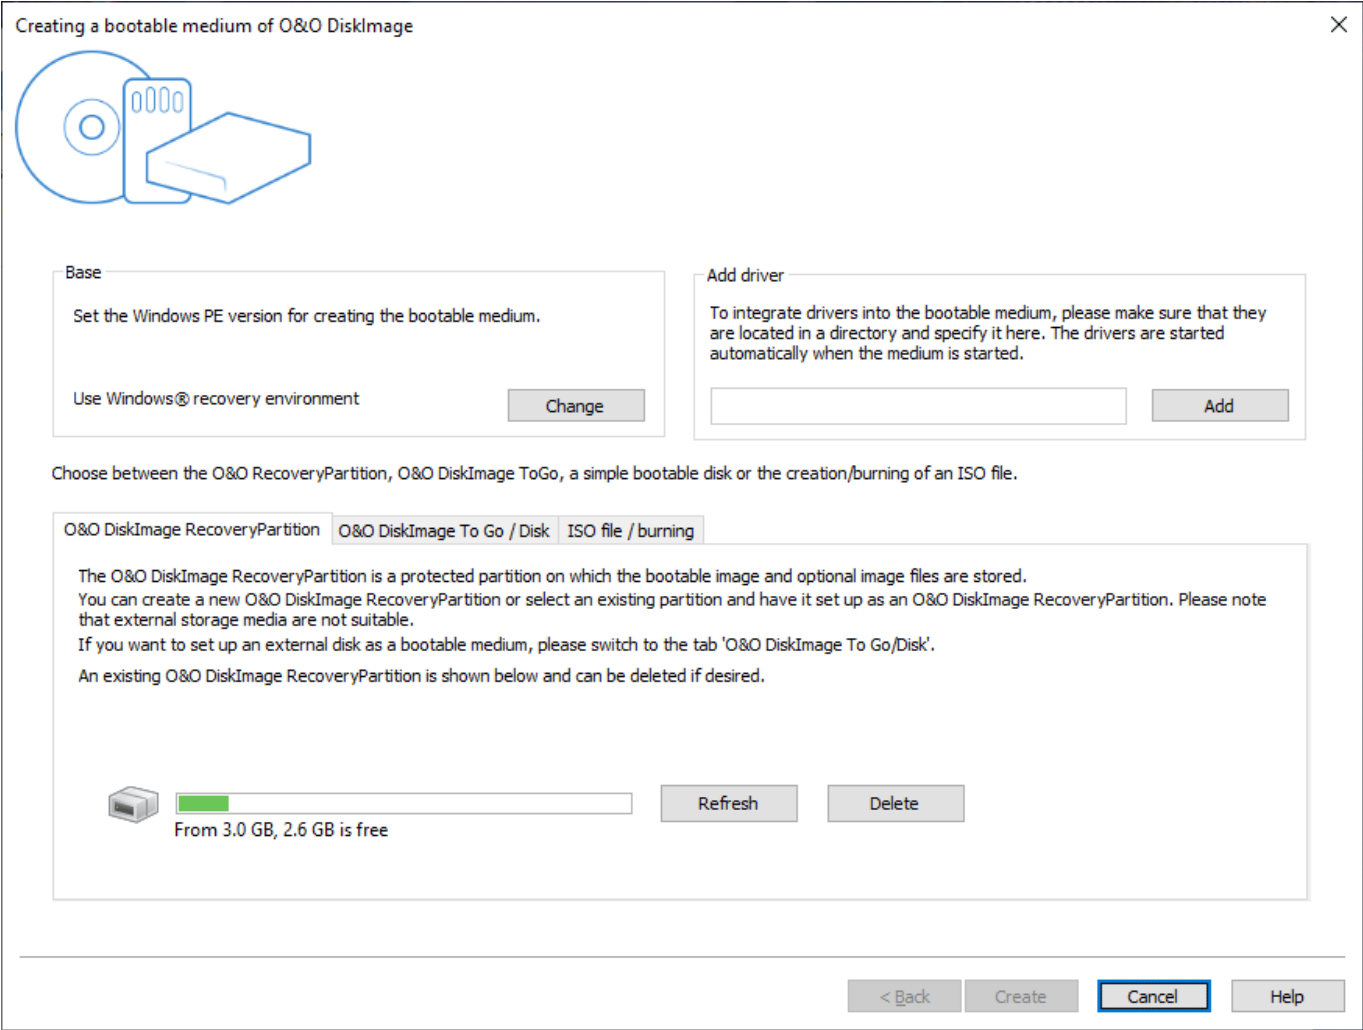 Creating a bootable medium of O&O DiskImage
Base
Set the Windows PE version for creating the bootable medium.
Use Windows® recovery environment
Change
Add driver
To integrate drivers into the bootable medium, please make sure that they
are located in a directory and specify it here. The drivers are started
automatically when the medium is started.
Add
Choose between the O&O RecoveryPartition, O&O DiskImage ToGo, a simple bootable disk or the creation/burning of an ISO file.
O&O DiskImage RecoveryPartition
O&O DiskImage To Go / Disk
ISO file / burning
The O&O DiskImage RecoveryPartition is a protected partition on which the bootable image and optional image files are stored.
You can create a new O&O DiskImage RecoveryPartition or select an existing partition and have it set up as an O&O DiskImage RecoveryPartition. Please note
that external storage media are not suitable.
If you want to set up an external disk as a bootable medium, please switch to the tab 'O&O DiskImage To Go/Disk'.
An existing O&O DiskImage RecoveryPartition is shown below and can be deleted if desired.
Refresh
Delete
From 3.0 GB, 2.6 GB is free
< Back
Create
Cancel
Help